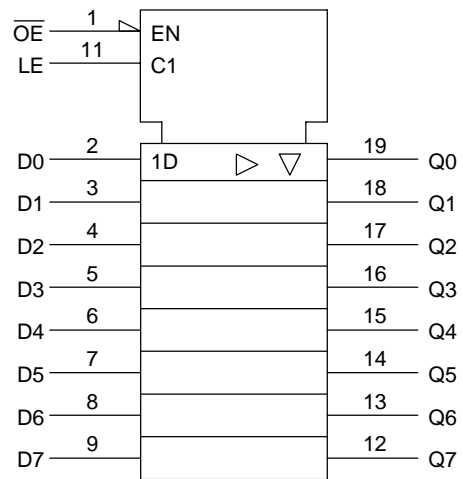 O̅E̅ 1 EN
LE 11 C1
D0 2 1D 19 Q0
D1 3 18 Q1
D2 4 17 Q2
D3 5 16 Q3
D4 6 15 Q4
D5 7 14 Q5
D6 8 13 Q6
D7 9 12 Q7